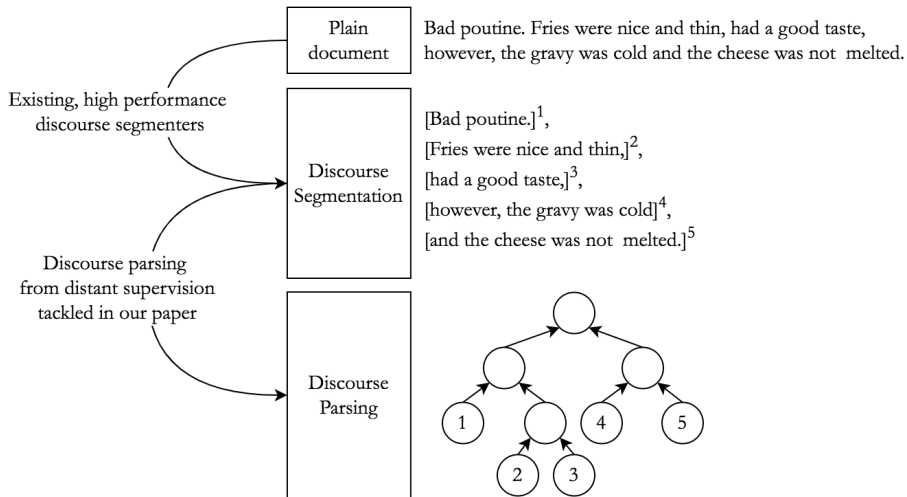 Plain
document
Bad poutine. Fries were nice and thin, had a good taste,
however, the gravy was cold and the cheese was not melted.
Existing, high performance
discourse segmenters
Discourse
Segmentation
[Bad poutine.]1,
[Fries were nice and thin,]2,
[had a good taste,]3,
[however, the gravy was cold]4,
[and the cheese was not melted.]5
Discourse parsing
from distant supervision
tackled in our paper
Discourse
Parsing
1 4 5
2 3